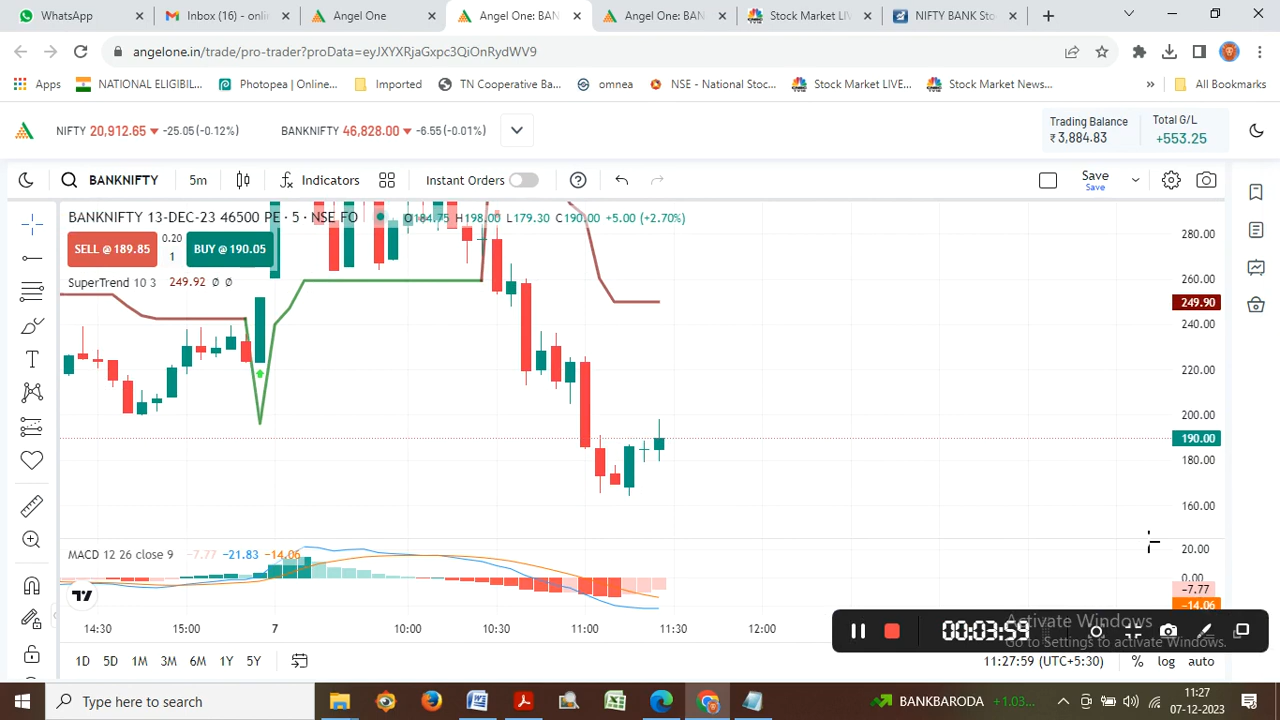 WhatsApp
Inbox (16) - onli
Angel One
Angel One: BAN
Angel One: BAN
Stock Market LIV
NIFTY BANK Sto
angelone.in/trade/pro-trader?proData=eyJXYXRjaGxpc3QiOnRydWV9
Apps
NATIONAL ELIGIBIL...
Photopea | Online...
Imported
TN Cooperative Ba...
omnea
NSE - National Stoc...
Stock Market LIVE...
Stock Market News...
»
All Bookmarks
NIFTY 20,912.65 -25.05(-0.12%)
BANKNIFTY 46,828.00 -6.55(-0.01%)
Trading Balance
₹ 3,884.83
Total G/L
+553.25
BANKNIFTY
5m
Indicators
Instant Orders
Save
Save
BANKNIFTY 13-DEC-23 46500 PE · 5 · NSE FO
O184.75 H198.00 L179.30 C190.00 +5.00 (+2.70%)
SELL @189.85
0.20
1
BUY @190.05
SuperTrend 10 3 249.92 ∅ ∅
280.00
260.00
249.90
240.00
220.00
200.00
190.00
180.00
160.00
MACD 12 26 close 9 -7.77 -21.83 -14.06
20.00
0.00
-7.77
-14.06
14:30
15:00
7
10:00
10:30
11:00
11:30
12:00
00:03:59
Activate Windows
Go to Settings to activate Windows.
1D
5D
1M
3M
6M
1Y
5Y
11:27:59 (UTC+5:30)
%
log
auto
Type here to search
BANKBARODA +1.03...
11:27
07-12-2023